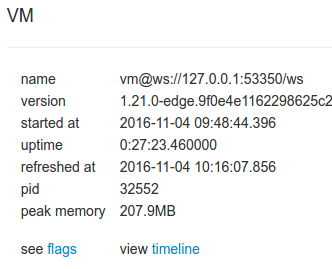 VM
name vm@ws://127.0.0.1:53350/ws
version 1.21.0-edge.9f0e4e1162298625c2
started at 2016-11-04 09:48:44.396
uptime 0:27:23.460000
refreshed at 2016-11-04 10:16:07.856
pid 32552
peak memory 207.9MB
see flags view timeline